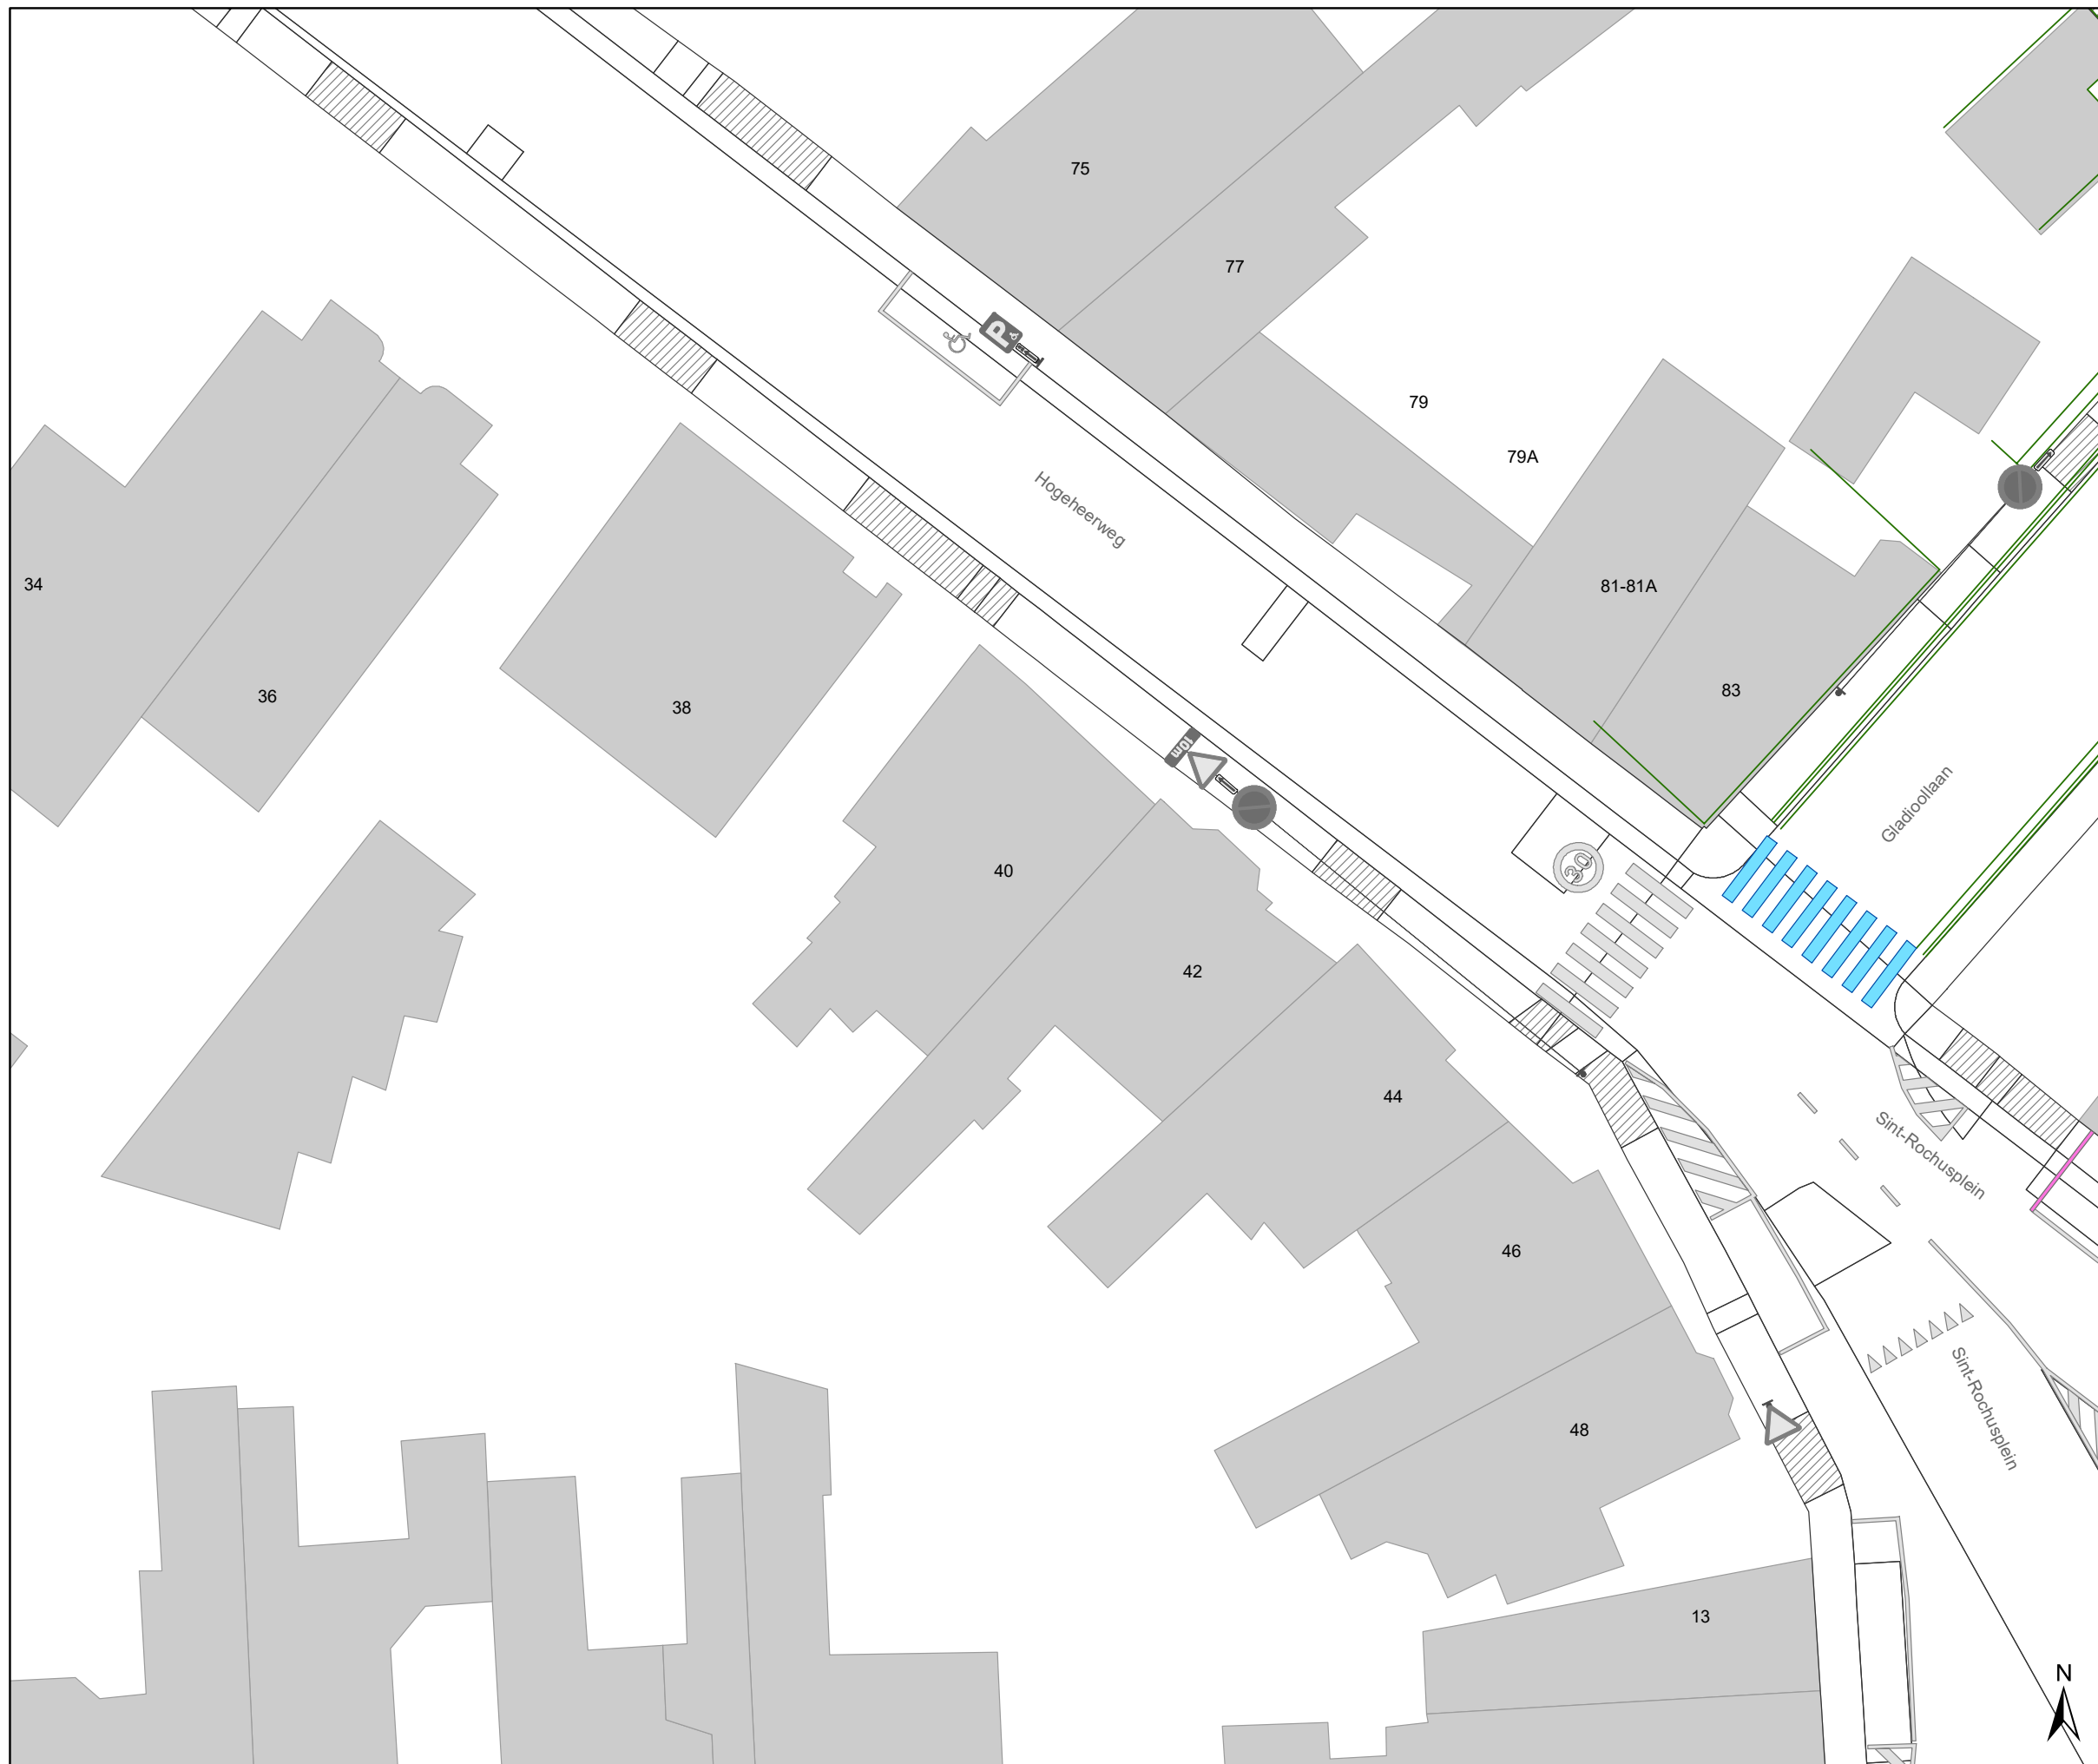 75
77
P
79
79A
Hogeheerweg
34
81-81A
36
83
38
10m
Gladioollaan
40
30
42
44
Sint-Rochusplein
46
Sint-Rochusplein
48
13
N